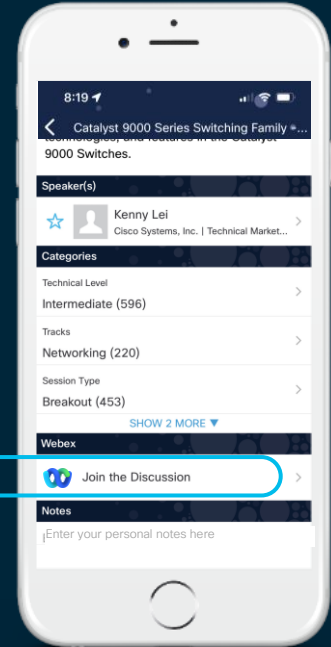 8:19
Catalyst 9000 Series Switching Family -...
technologies, and features in the Catalyst
9000 Switches.
Speaker(s)
Kenny Lei
Cisco Systems, Inc. | Technical Market...
Categories
Technical Level
Intermediate (596)
Tracks
Networking (220)
Session Type
Breakout (453)
SHOW 2 MORE ▼
Webex
Join the Discussion
Notes
Enter your personal notes here